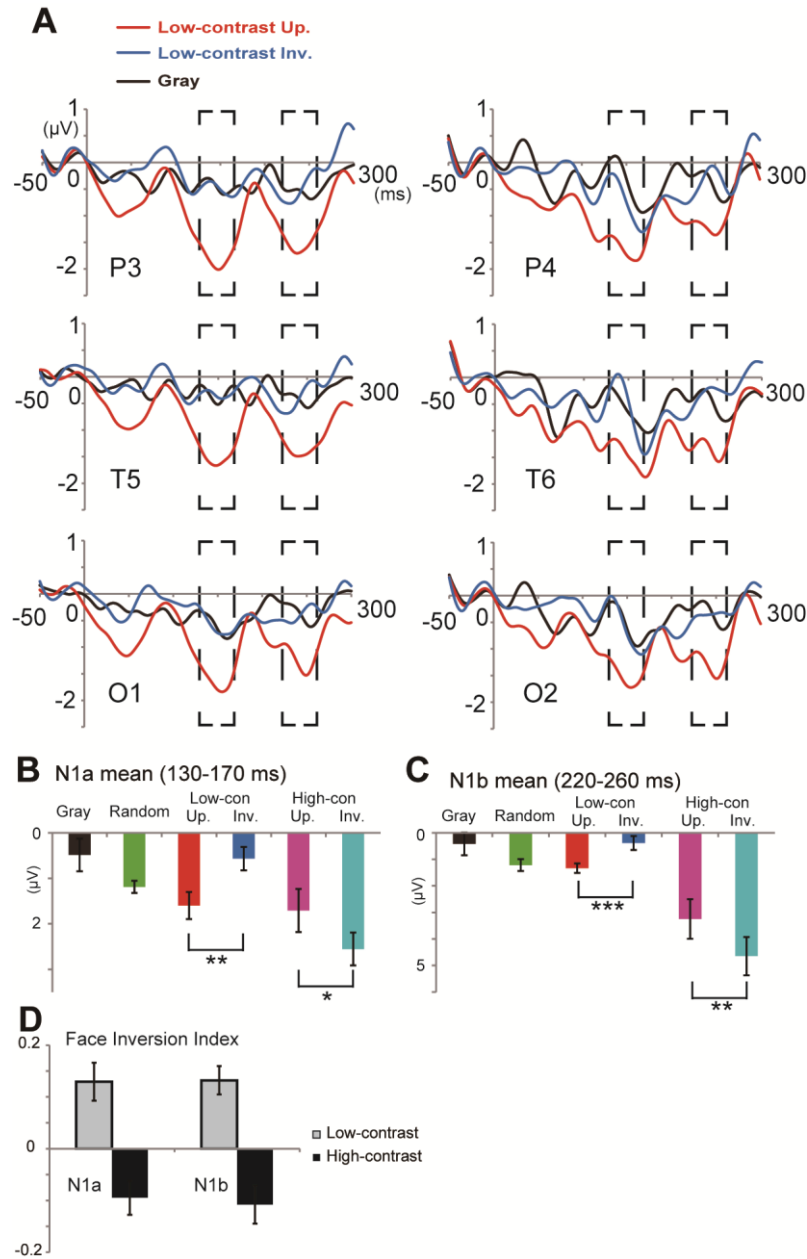 A
Low-contrast Up.
Low-contrast Inv.
Gray
1
(µV)
-50
0
300
(ms)
-2
P3
1
-50
0
300
-2
P4
1
-50
0
300
-2
T5
1
-50
0
300
-2
T6
1
-50
0
300
-2
O1
1
-50
0
300
-2
O2
B
N1a mean (130-170 ms)
Gray Random Low-con Up. Inv. High-con Up. Inv.
0
(µV)
2
**
*
C
N1b mean (220-260 ms)
Gray Random Low-con Up. Inv. High-con Up. Inv.
0
(µV)
5
***
**
D
Face Inversion Index
0.2
0
-0.2
N1a N1b
Low-contrast
High-contrast